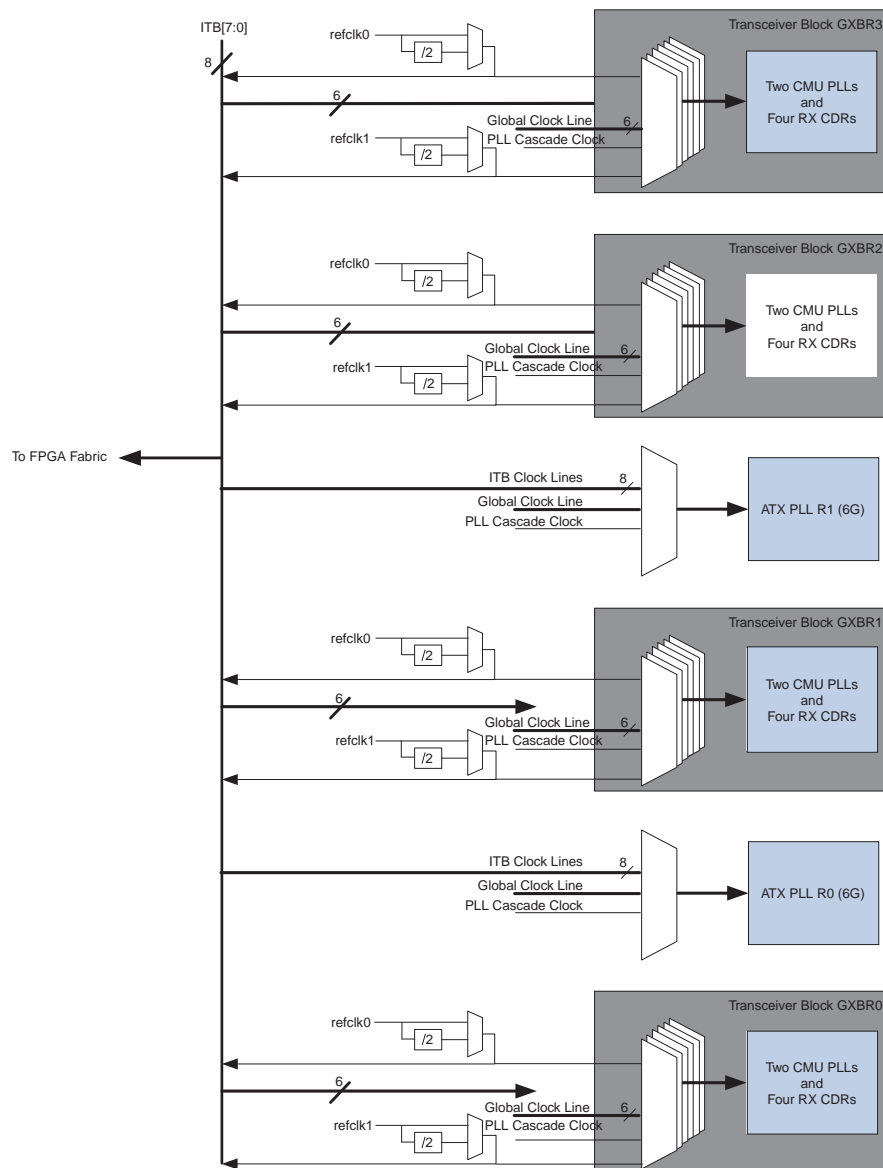 ITB[7:0]
8
refclk0
/2
Transceiver Block GXBR3
Two CMU PLLs
and
Four RX CDRs
6
Global Clock Line
6
PLL Cascade Clock
refclk1
/2
Transceiver Block GXBR2
refclk0
/2
Two CMU PLLs
and
Four RX CDRs
6
Global Clock Line
6
PLL Cascade Clock
refclk1
/2
To FPGA Fabric
ITB Clock Lines
8
Global Clock Line
PLL Cascade Clock
ATX PLL R1 (6G)
Transceiver Block GXBR1
refclk0
/2
Two CMU PLLs
and
Four RX CDRs
6
Global Clock Line
6
PLL Cascade Clock
refclk1
/2
ITB Clock Lines
8
Global Clock Line
PLL Cascade Clock
ATX PLL R0 (6G)
Transceiver Block GXBR0
refclk0
/2
Two CMU PLLs
and
Four RX CDRs
6
Global Clock Line
6
PLL Cascade Clock
refclk1
/2